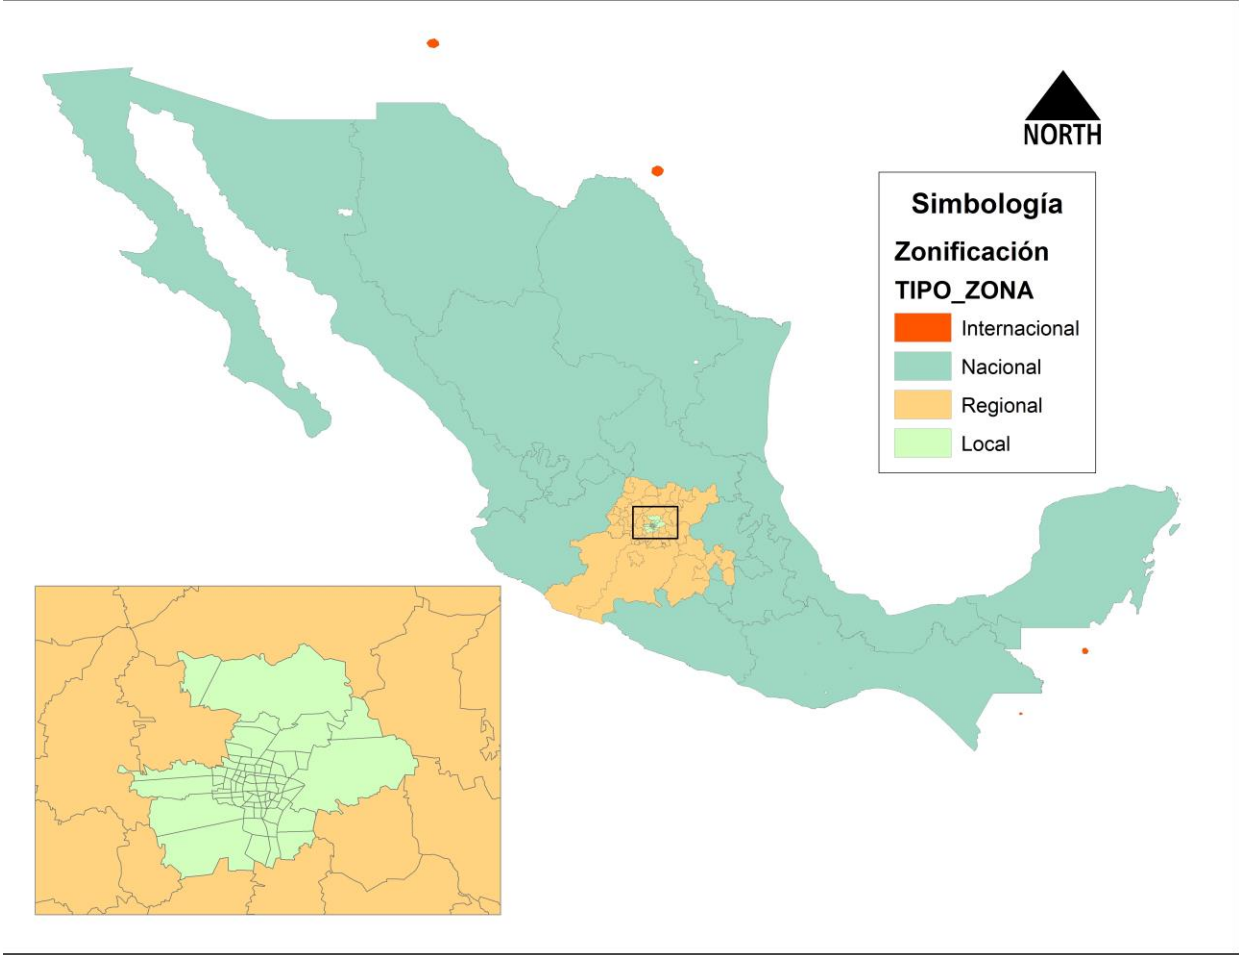 NORTH
Simbología
Zonificación
TIPO_ZONA
Internacional
Nacional
Regional
Local